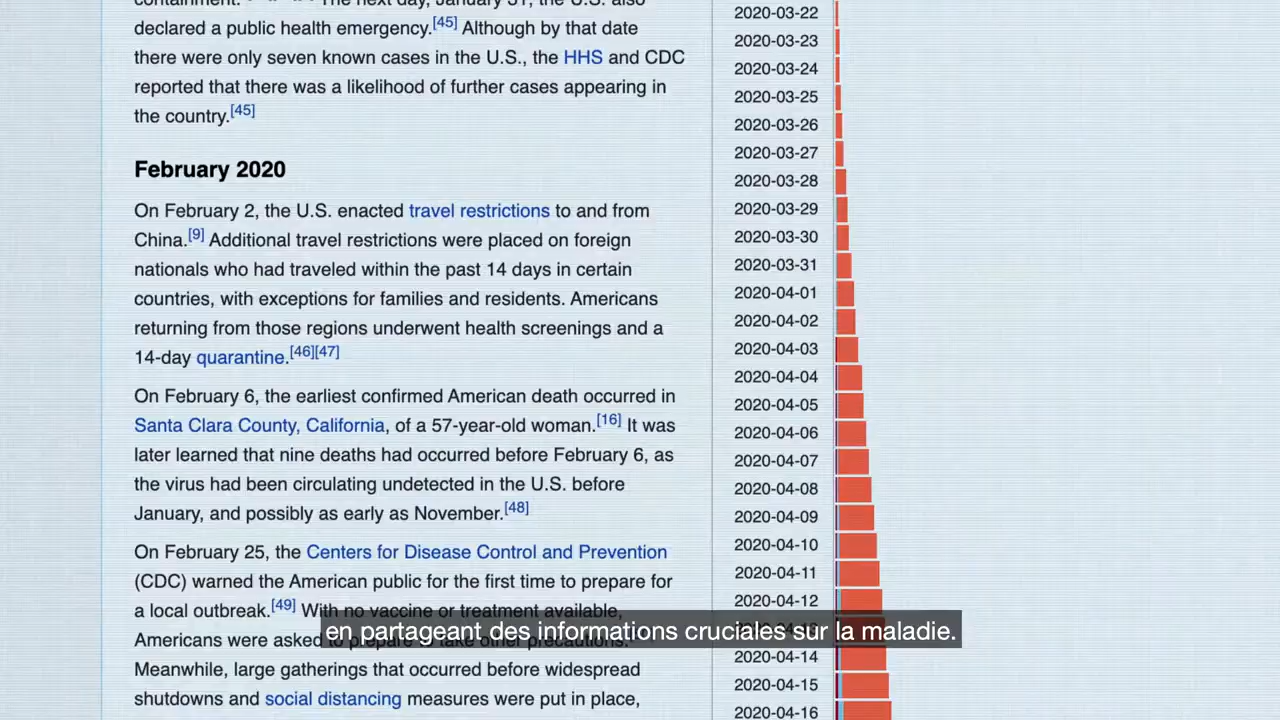 declared a public health emergency.[45] Although by that date
there were only seven known cases in the U.S., the HHS and CDC
reported that there was a likelihood of further cases appearing in
the country.[45]
February 2020
On February 2, the U.S. enacted travel restrictions to and from
China.[9] Additional travel restrictions were placed on foreign
nationals who had traveled within the past 14 days in certain
countries, with exceptions for families and residents. Americans
returning from those regions underwent health screenings and a
14-day quarantine.[46][47]
On February 6, the earliest confirmed American death occurred in
Santa Clara County, California, of a 57-year-old woman.[16] It was
later learned that nine deaths had occurred before February 6, as
the virus had been circulating undetected in the U.S. before
January, and possibly as early as November.[48]
On February 25, the Centers for Disease Control and Prevention
(CDC) warned the American public for the first time to prepare for
a local outbreak.[49] With no vaccine or treatment available,
Americans were asked to prepare
Meanwhile, large gatherings that occurred before widespread
shutdowns and social distancing measures were put in place,
2020-03-22
2020-03-23
2020-03-24
2020-03-25
2020-03-26
2020-03-27
2020-03-28
2020-03-29
2020-03-30
2020-03-31
2020-04-01
2020-04-02
2020-04-03
2020-04-04
2020-04-05
2020-04-06
2020-04-07
2020-04-08
2020-04-09
2020-04-10
2020-04-11
2020-04-12
2020-04-14
2020-04-15
2020-04-16
en partageant des informations cruciales sur la maladie.